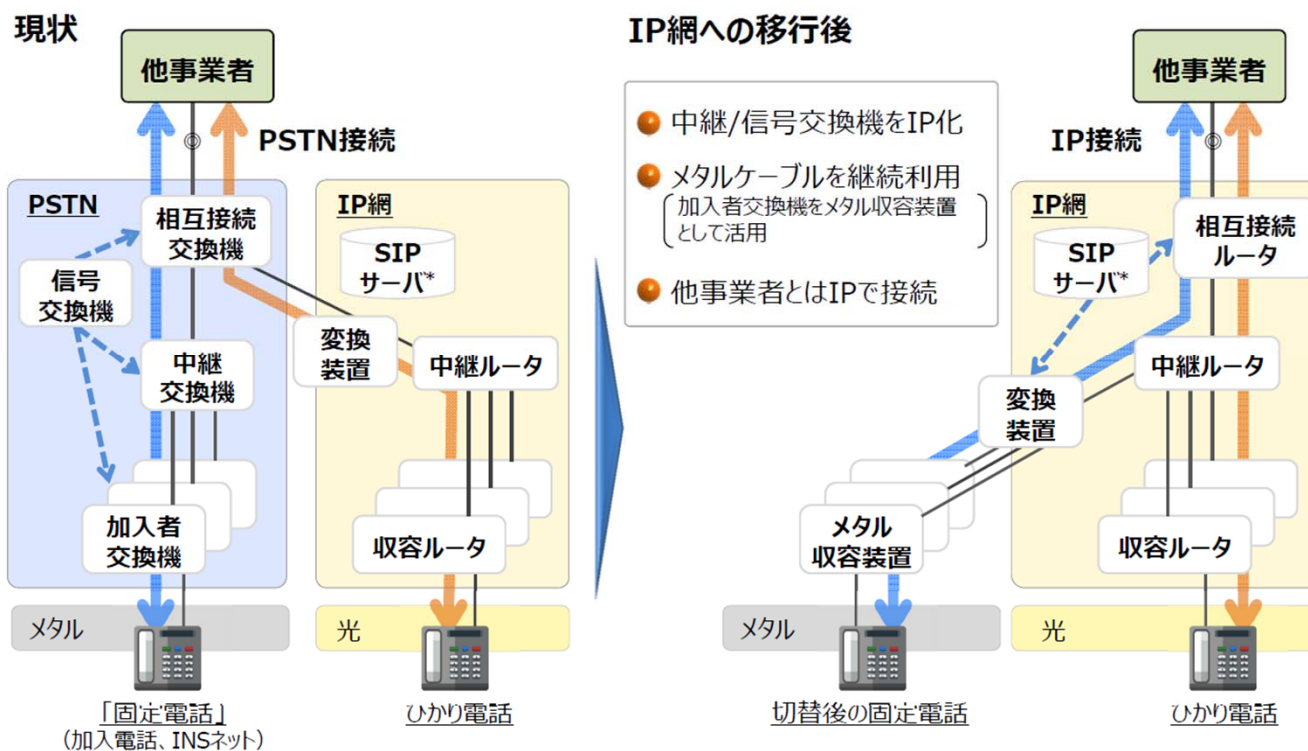 現状
他事業者
PSTN接続
PSTN
相互接続
交換機
信号
交換機
中継
交換機
加入者
交換機
IP網
SIP
サーバ*
変換
装置
中継ルータ
収容ルータ
メタル
光
「固定電話」
（加入電話、INSネット）
ひかり電話
IP網への移行後
中継/信号交換機をIP化
メタルケーブルを継続利用
加入者交換機をメタル収容装置
として活用
他事業者とはIPで接続
他事業者
IP接続
IP網
相互接続
ルータ
SIP
サーバ*
中継ルータ
変換
装置
メタル
収容装置
収容ルータ
メタル
光
切替後の固定電話
ひかり電話